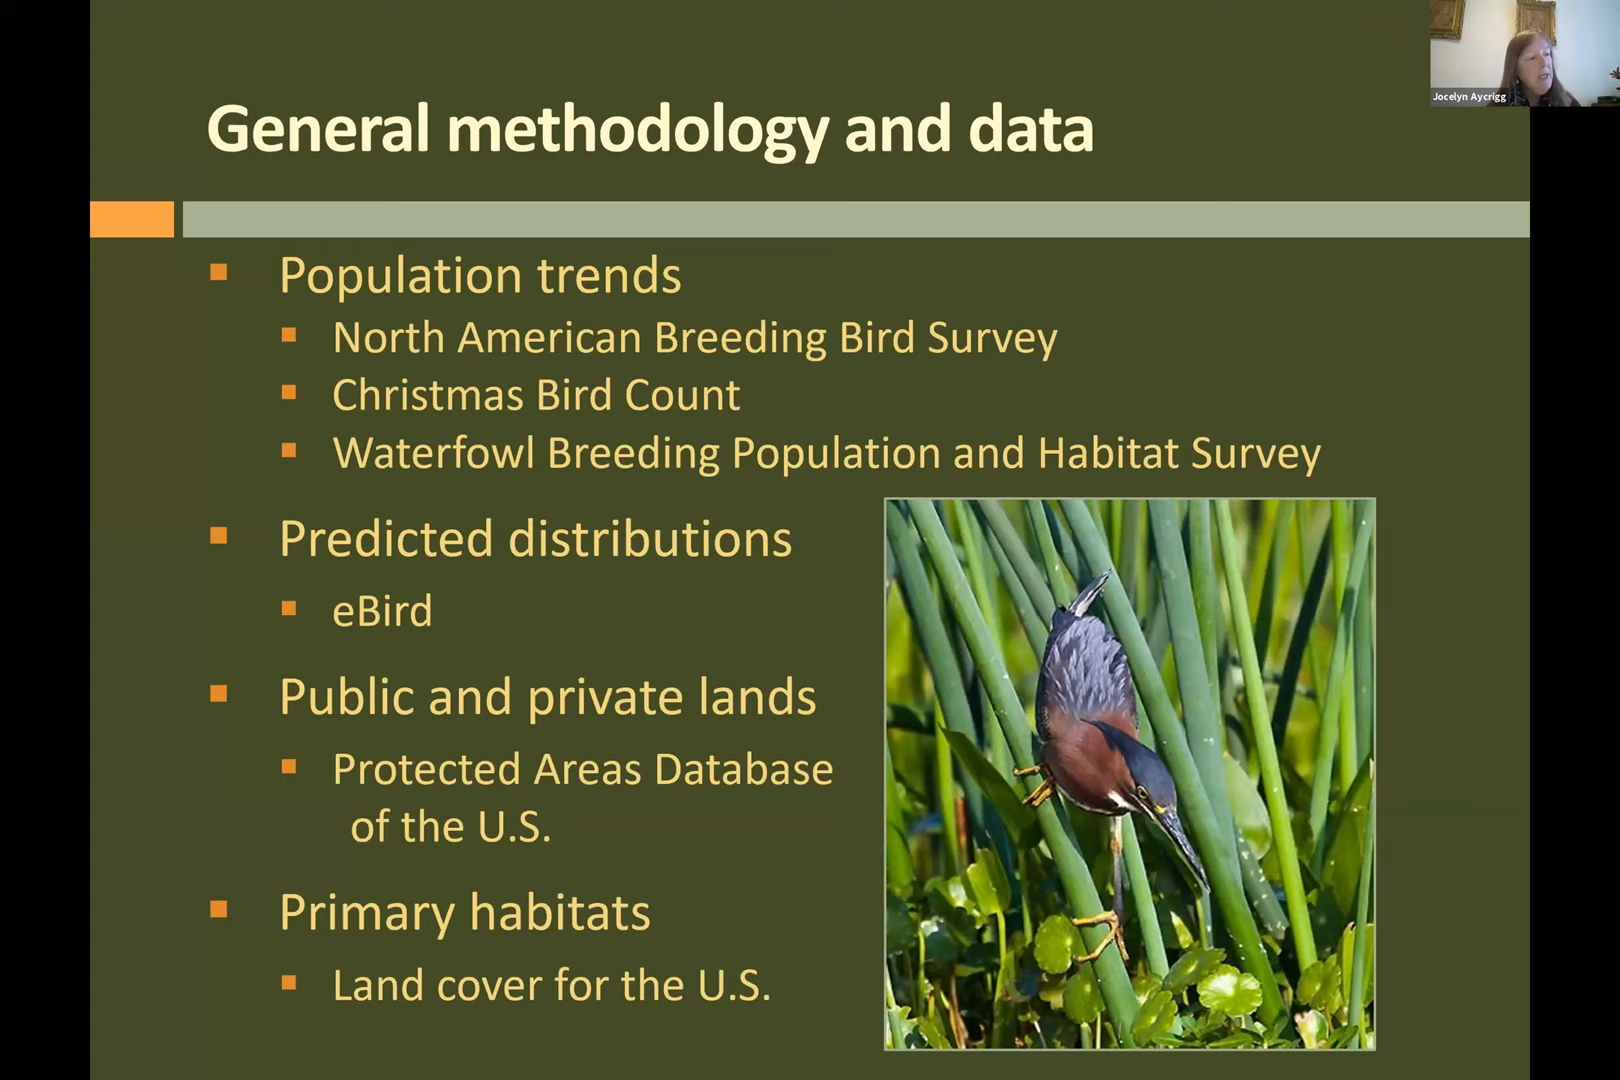 General methodology and data
Jocelyn Aycrigg
Population trends
North American Breeding Bird Survey
Christmas Bird Count
Waterfowl Breeding Population and Habitat Survey
Predicted distributions
eBird
Public and private lands
Protected Areas Database
of the U.S.
Primary habitats
Land cover for the U.S.